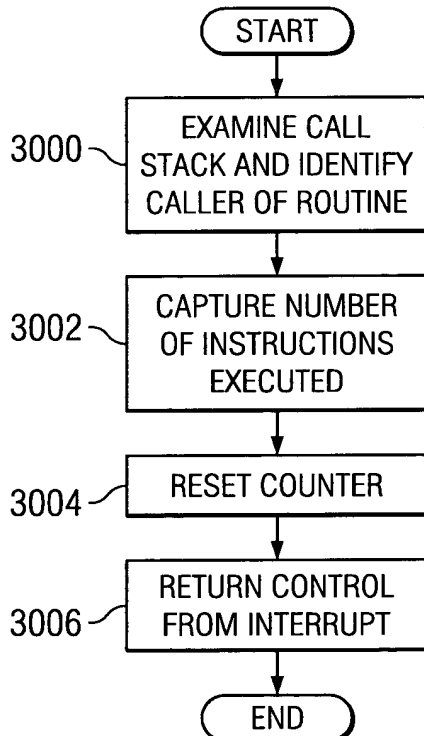 START
3000
EXAMINE CALL
STACK AND IDENTIFY
CALLER OF ROUTINE
3002
CAPTURE NUMBER
OF INSTRUCTIONS
EXECUTED
3004
RESET COUNTER
3006
RETURN CONTROL
FROM INTERRUPT
END